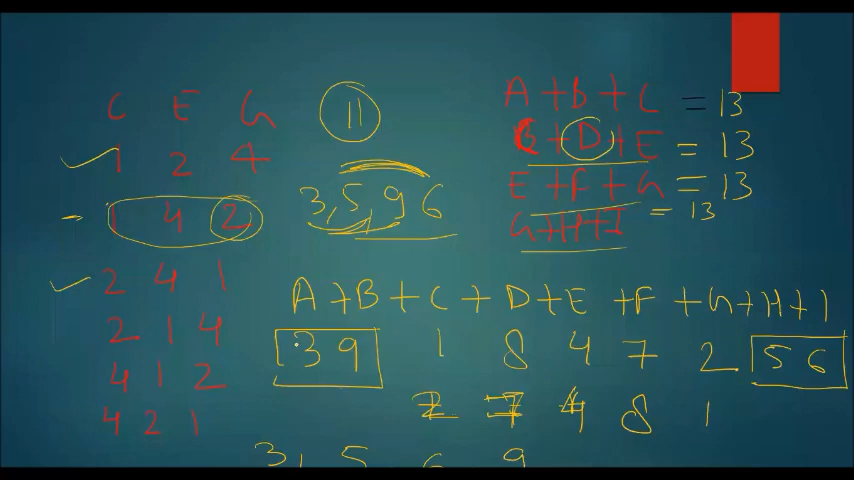 C E G
1 2 4
1 4 2
2 4 1
2 1 4
4 1 2
4 2 1
11
3, 5, 9 6
A + B + C = 13
C + D + E = 13
E + F + G = 13
G + H + I = 13
A + B + C + D + E + F + G + H + I
3 9 1 8 4 7 2 5 6
2 7 4 8 1
3, 5 6 9